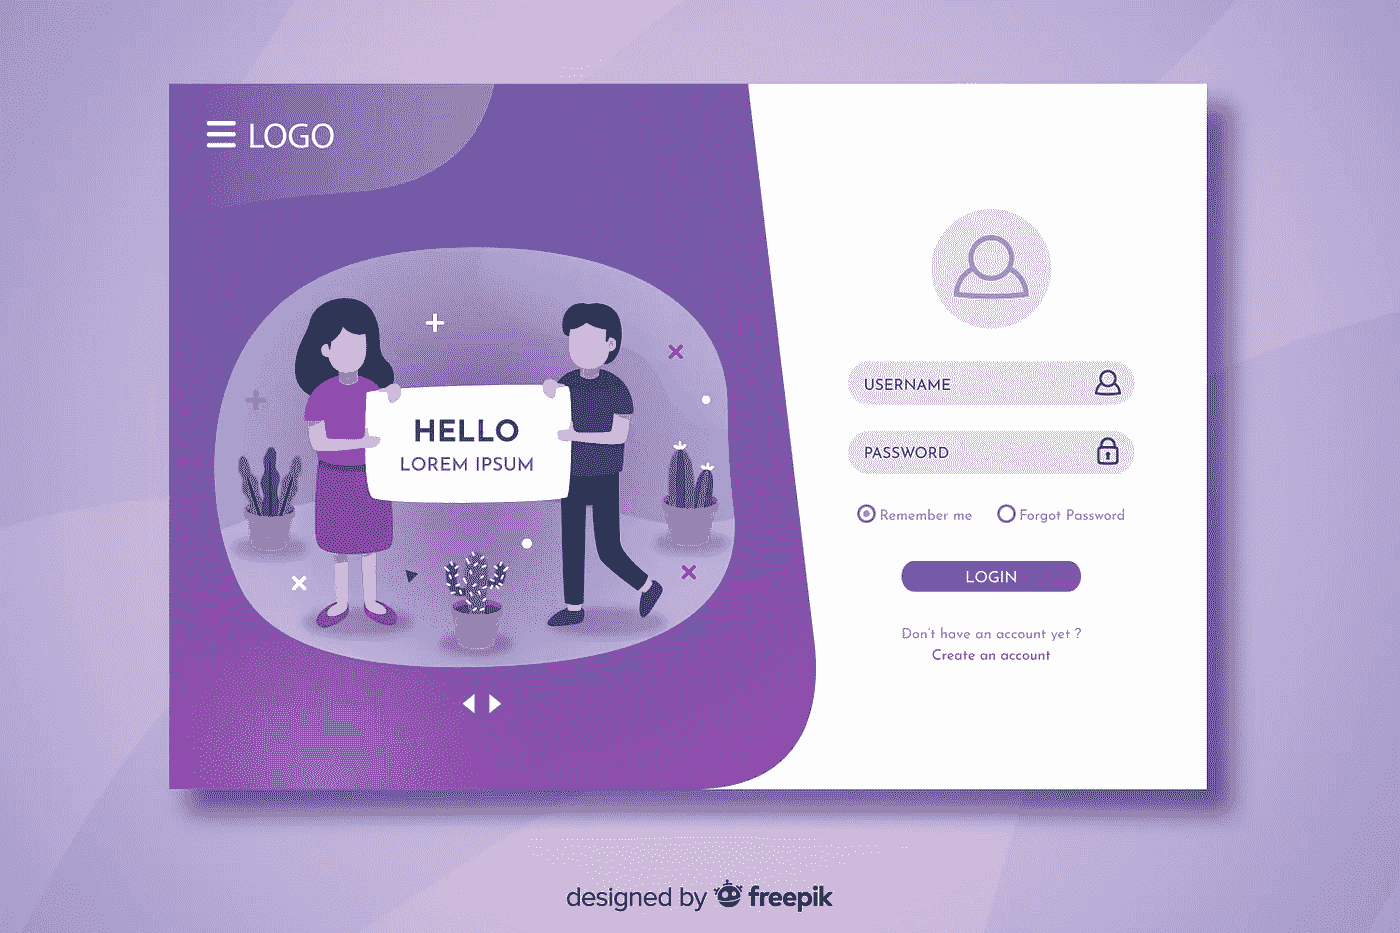 LOGO
HELLO
LOREM IPSUM
USERNAME
PASSWORD
Remember me
Forgot Password
LOGIN
Don't have an account yet ?
Create an account
designed by freepik